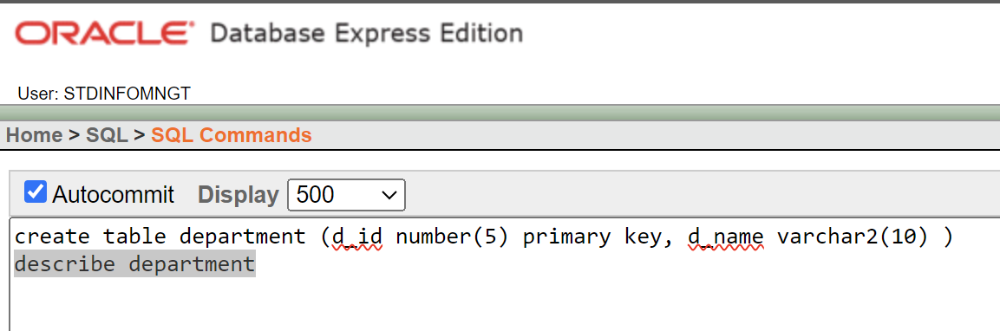 ORACLE Database Express Edition
User: STDINFOMNGT
Home > SQL > SQL Commands
Autocommit Display 500
create table department (d_id number(5) primary key, d_name varchar2(10) )
describe department